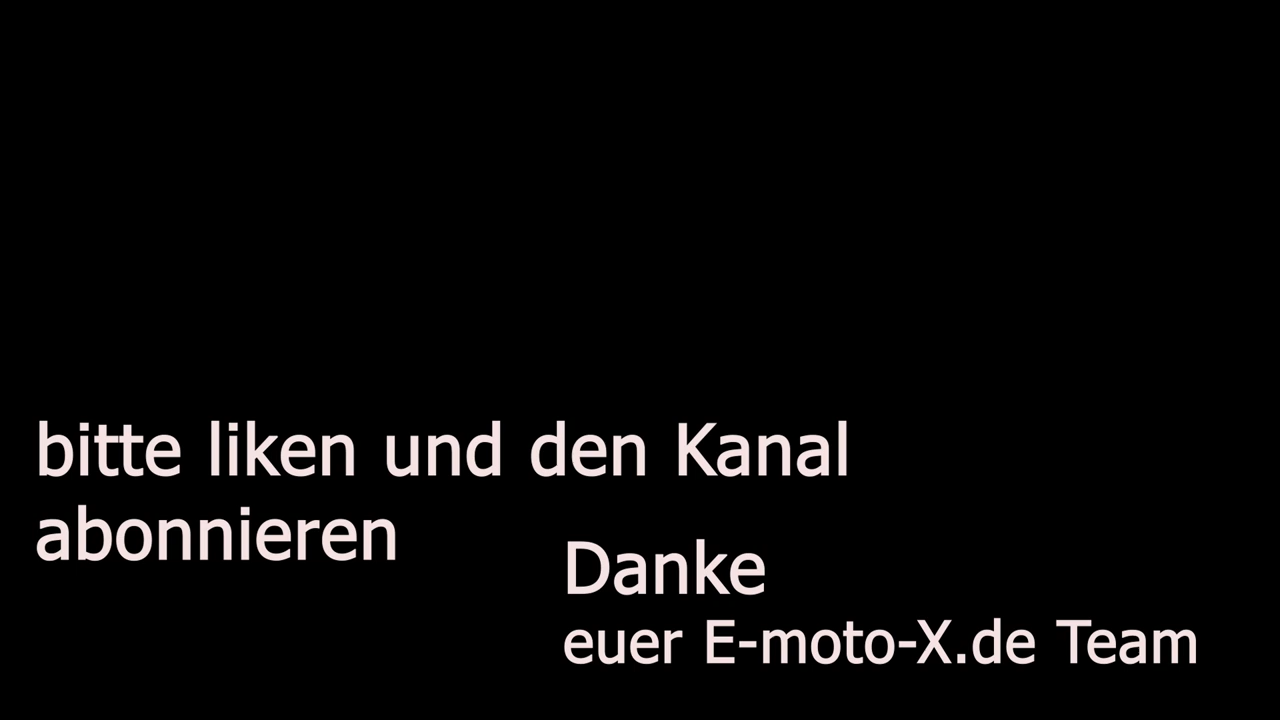 bitte liken und den Kanal
abonnieren
Danke
euer E-moto-X.de Team